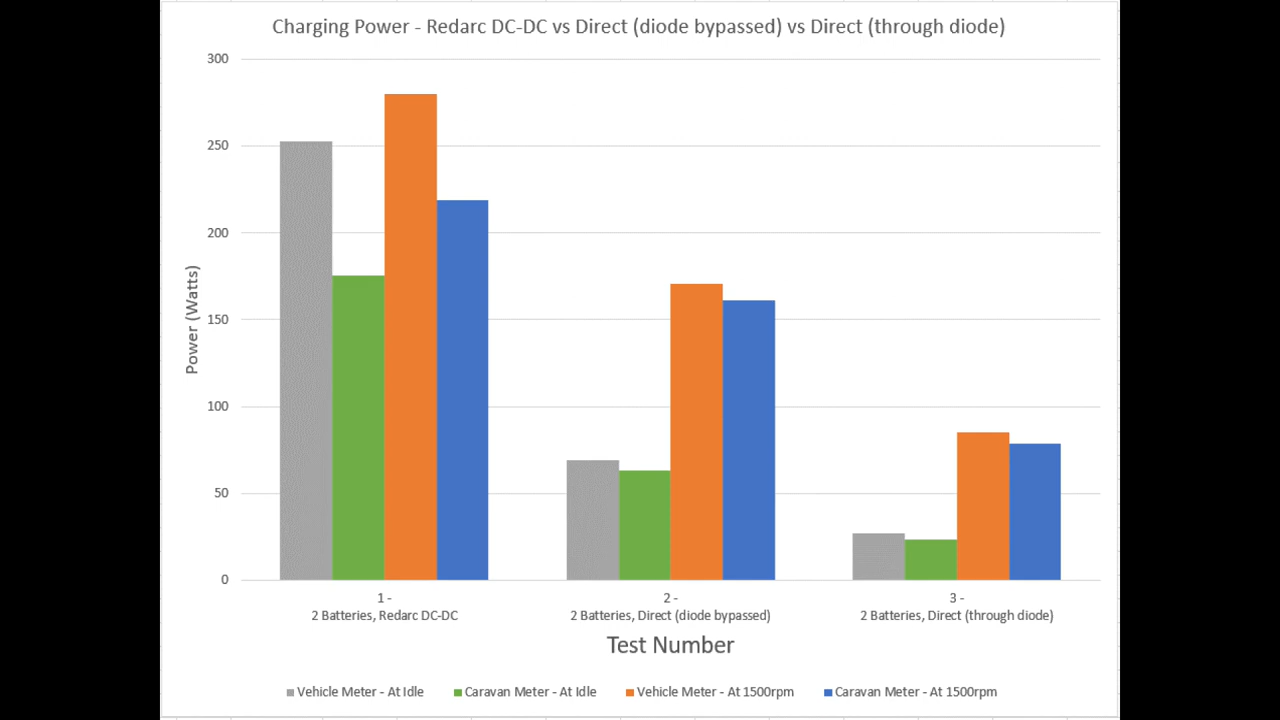 Charging Power - Redarc DC-DC vs Direct (diode bypassed) vs Direct (through diode)
300
250
200
150
100
50
0
Power (Watts)
1 -
2 Batteries, Redarc DC-DC
2 -
2 Batteries, Direct (diode bypassed)
3 -
2 Batteries, Direct (through diode)
Test Number
Vehicle Meter - At Idle
Caravan Meter - At Idle
Vehicle Meter - At 1500rpm
Caravan Meter - At 1500rpm